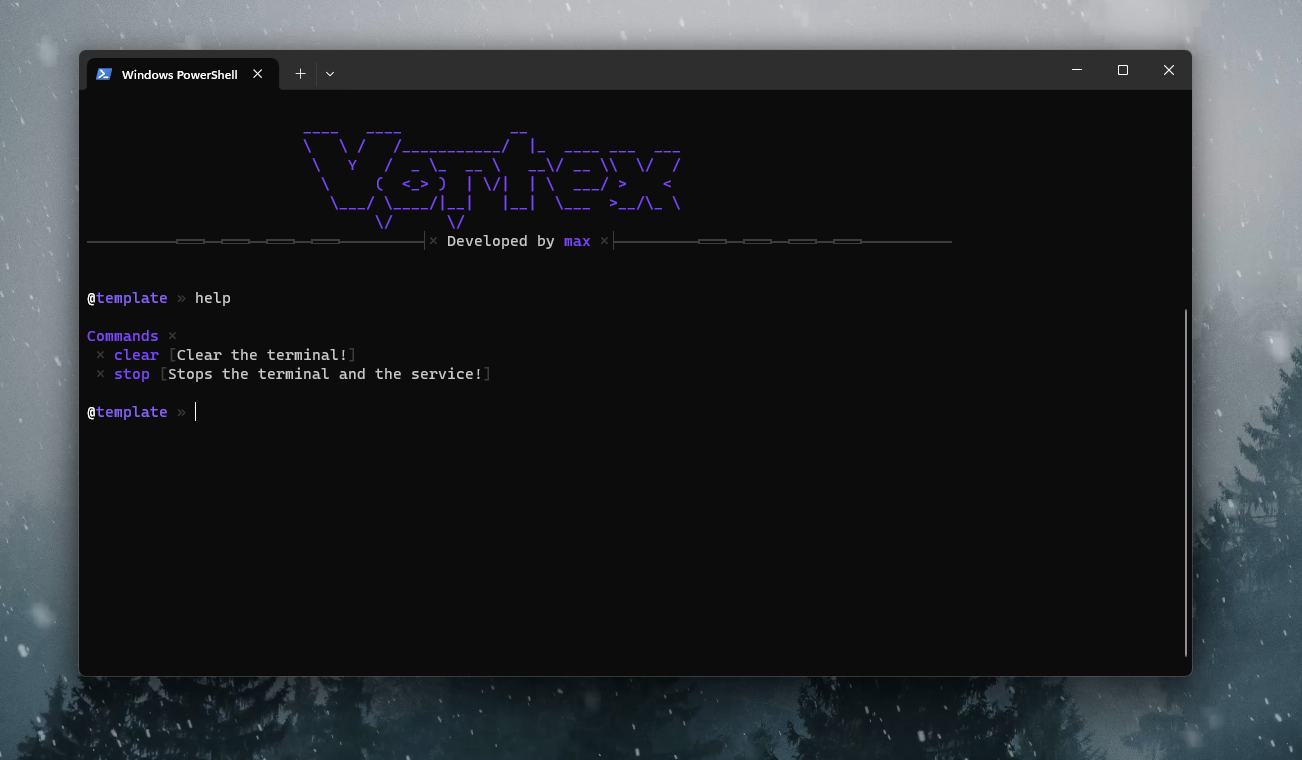 Windows PowerShell
Vortex
× Developed by max ×
@template » help
Commands ×
× clear [Clear the terminal!]
× stop [Stops the terminal and the service!]
@template »